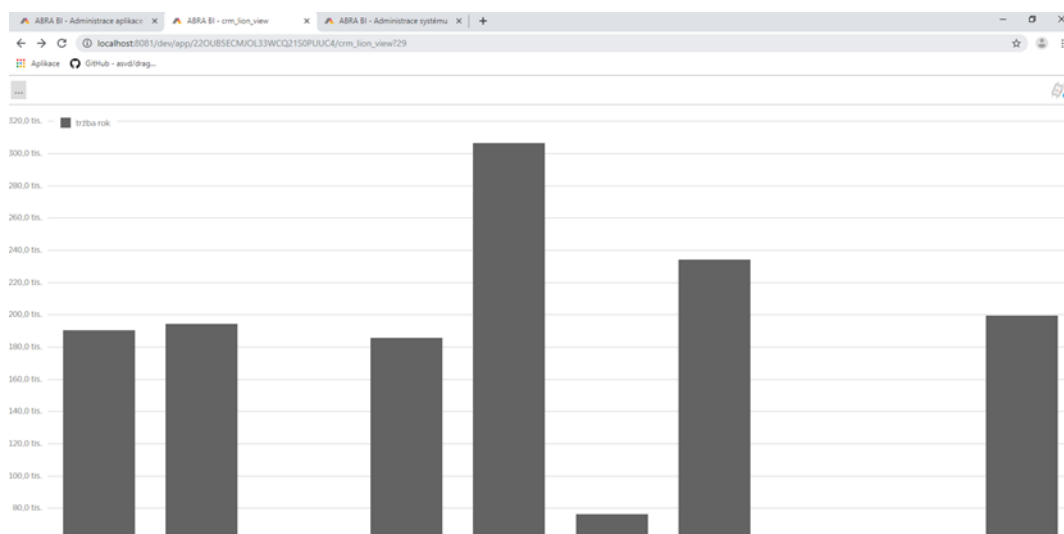 ABRA BI - Administrace aplikace
ABRA BI - crm_lion_view
ABRA BI - Administrace systému
localhost:8081/dev/app/22OUBSECMJOL33WCQ21S0PUUC4/crm_lion_view?29
Aplikace
GitHub - asvd/drag...
...
320,0 tis.
tržba rok
300,0 tis.
280,0 tis.
260,0 tis.
240,0 tis.
220,0 tis.
200,0 tis.
180,0 tis.
160,0 tis.
140,0 tis.
120,0 tis.
100,0 tis.
80,0 tis.